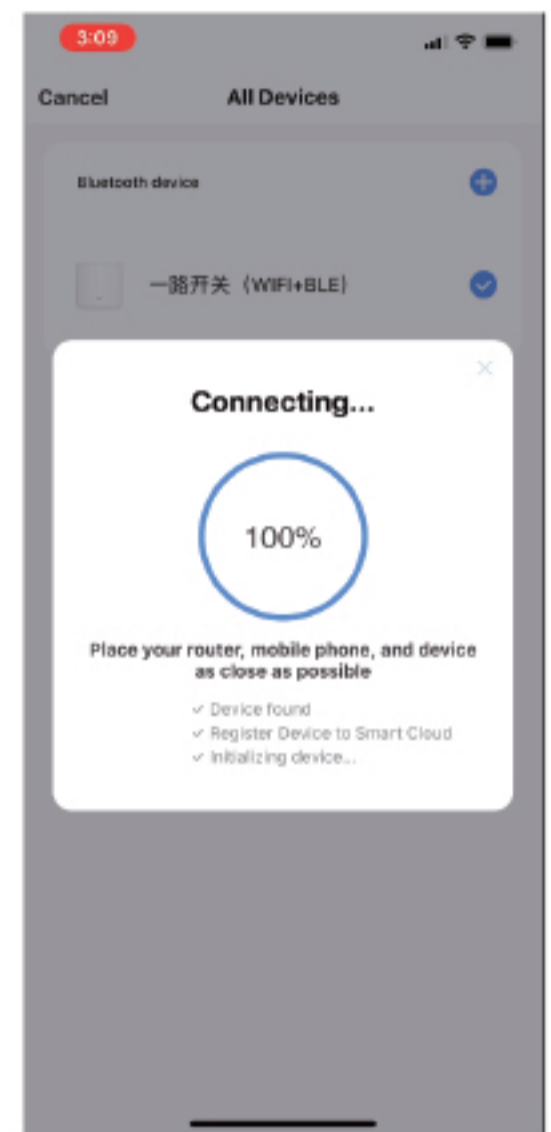 3:09
Cancel
All Devices
Bluetooth device
一路开关（WIFI+BLE）
Connecting...
100%
Place your router, mobile phone, and device
as close as possible
✓ Device found
✓ Register Device to Smart Cloud
✓ Initializing device...